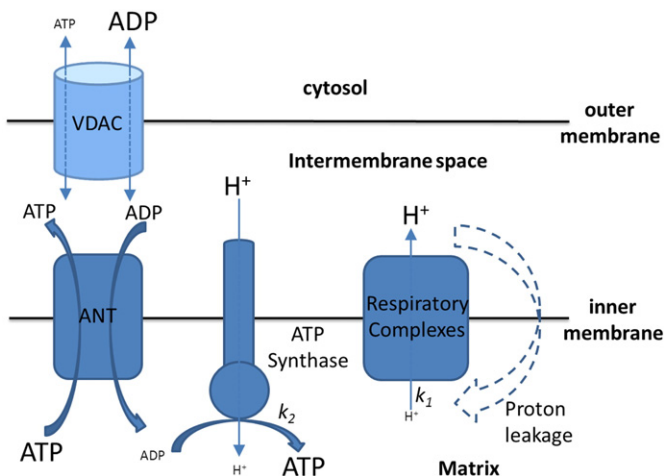 ATP
ADP
cytosol
VDAC
outer
membrane
Intermembrane space
H⁺
ATP
ADP
H⁺
ANT
ATP
Synthase
Respiratory
Complexes
inner
membrane
k₁
H⁺
k₂
Proton
leakage
ATP
ADP
H⁺
ATP
Matrix